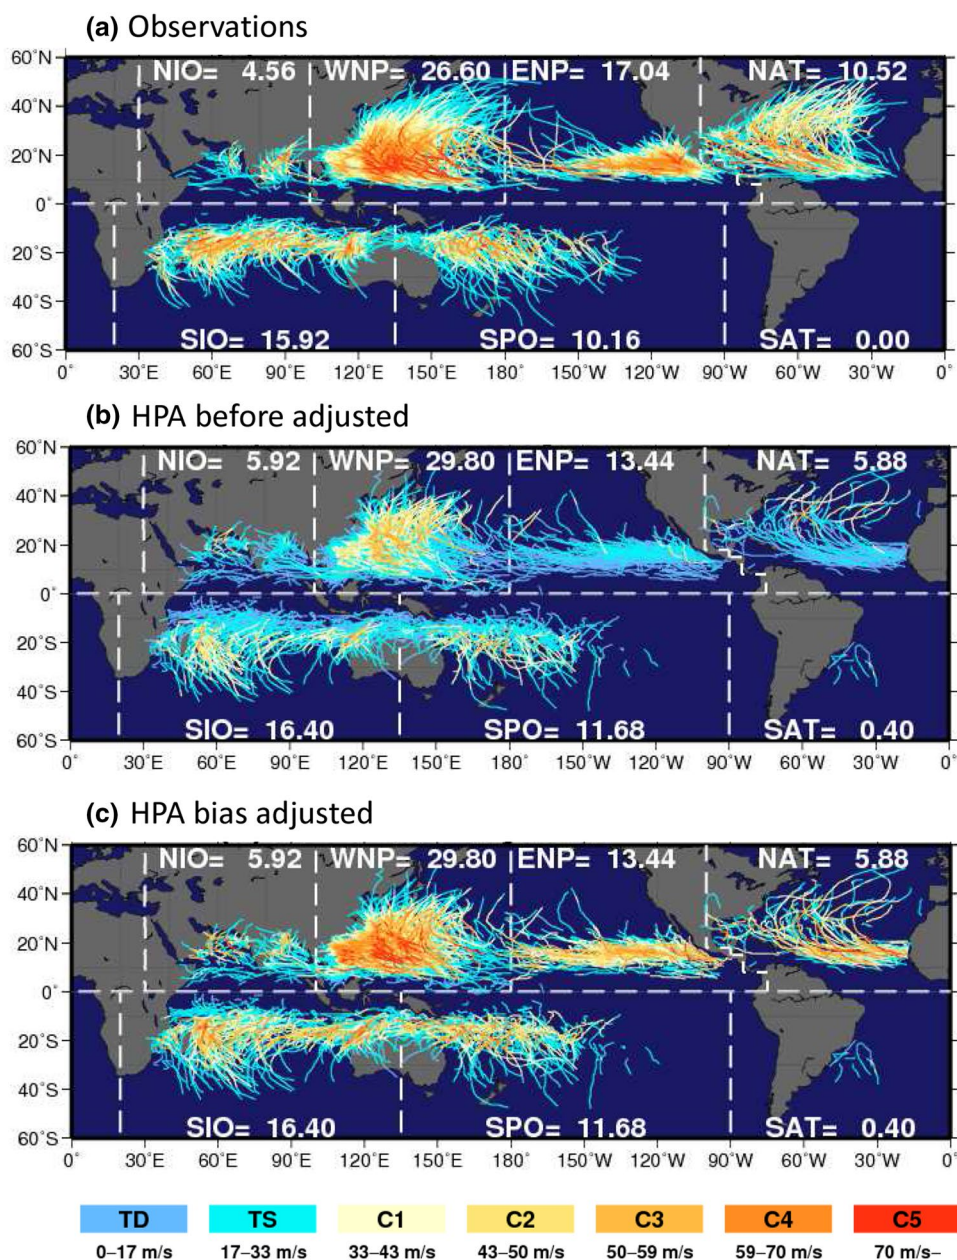 (a) Observations
60°N
NIO= 4.56 WNP= 26.60 ENP= 17.04 NAT= 10.52
40°N
20°N
0°
20°S
40°S
SIO= 15.92 SPO= 10.16 SAT= 0.00
60°S
0° 30°E 60°E 90°E 120°E 150°E 180° 150°W 120°W 90°W 60°W 30°W 0°
(b) HPA before adjusted
60°N
NIO= 5.92 WNP= 29.80 ENP= 13.44 NAT= 5.88
40°N
20°N
0°
20°S
40°S
SIO= 16.40 SPO= 11.68 SAT= 0.40
60°S
0° 30°E 60°E 90°E 120°E 150°E 180° 150°W 120°W 90°W 60°W 30°W 0°
(c) HPA bias adjusted
60°N
NIO= 5.92 WNP= 29.80 ENP= 13.44 NAT= 5.88
40°N
20°N
0°
20°S
40°S
SIO= 16.40 SPO= 11.68 SAT= 0.40
60°S
0° 30°E 60°E 90°E 120°E 150°E 180° 150°W 120°W 90°W 60°W 30°W 0°
TD TS C1 C2 C3 C4 C5
0–17 m/s 17–33 m/s 33–43 m/s 43–50 m/s 50–59 m/s 59–70 m/s 70 m/s–